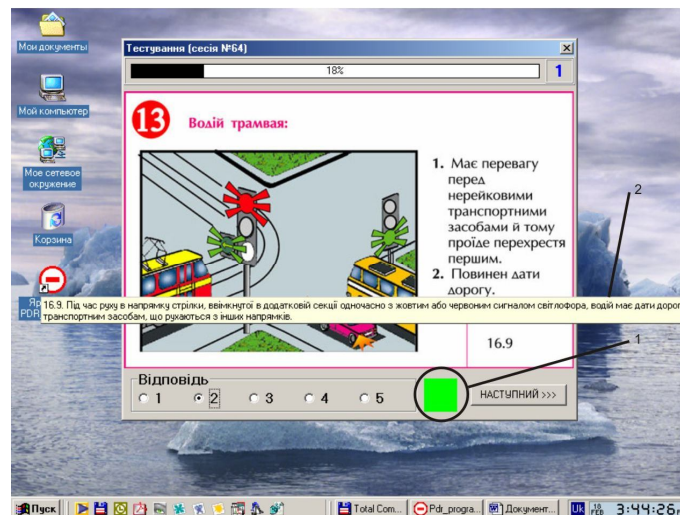 Мои документы
Мой компьютер
Мое сетевое
окружение
Корзина
Тестування (сесія №64)
18%
1
13
Водій трамвая:
1. Має перевагу
перед
нерейковими
транспортними
засобами й тому
проїде перехрестя
першим.
2. Повинен дати
дорогу.
2
16.9. Під час руху в напрямку стрілки, ввімкнутої в додатковій секції одночасно з жовтим або червоним сигналом світлофора, водій має дати дорог
транспортним засобам, що рухаються з інших напрямків.
PDR
16.9
1
Відповідь
1 2 3 4 5
НАСТУПНИЙ >>>
Пуск
Total Com...
Pdr_progra...
Документ...
Uk
18
FEB
3:44:26